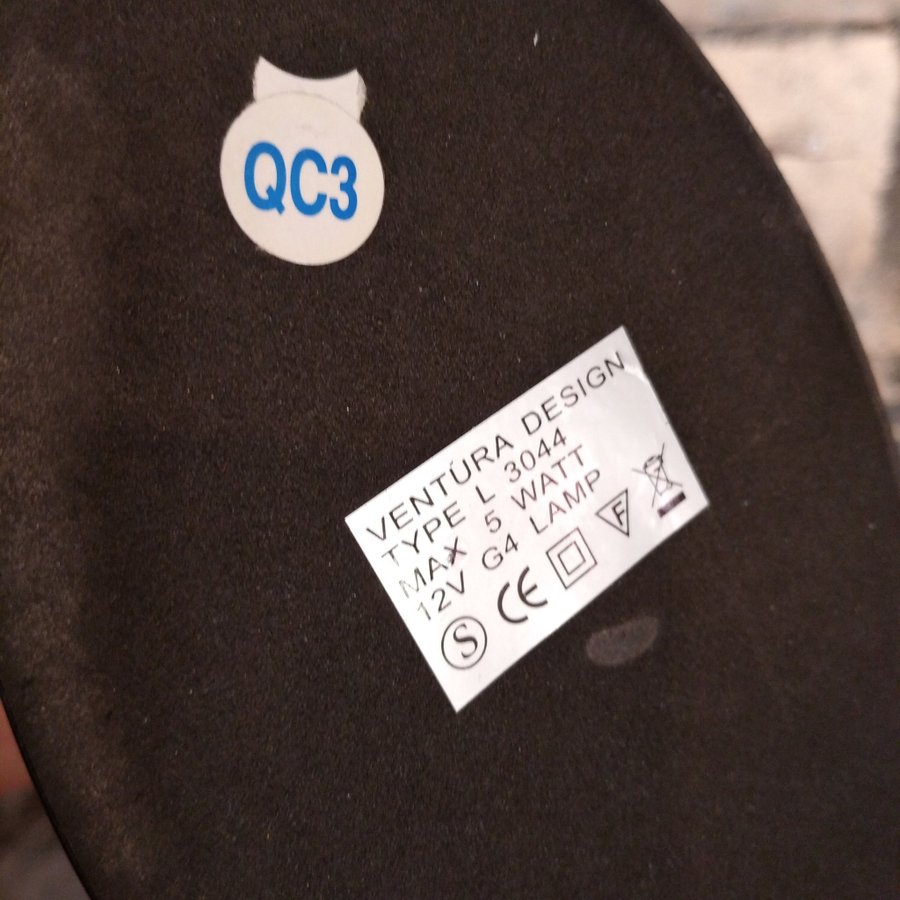 QC3
VENTURA DESIGN
TYPE L 3044
MAX 5 WATT
12V G4 LAMP
S CE F